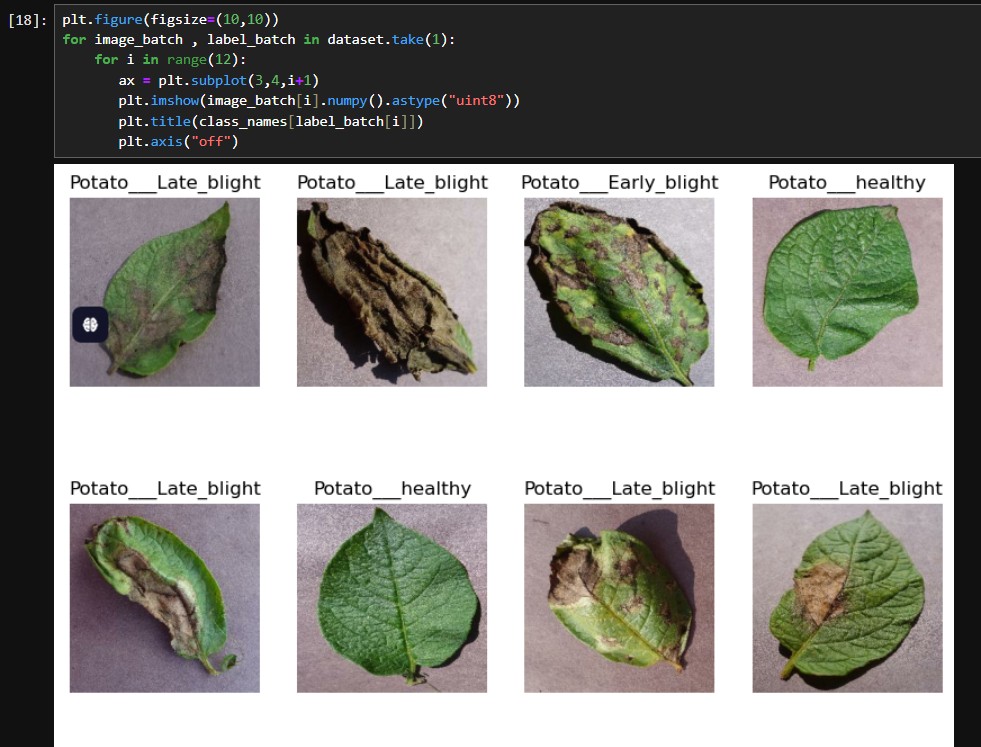 [18]: plt.figure(figsize=(10,10))
for image_batch , label_batch in dataset.take(1):
    for i in range(12):
        ax = plt.subplot(3,4,i+1)
        plt.imshow(image_batch[i].numpy().astype("uint8"))
        plt.title(class_names[label_batch[i]])
        plt.axis("off")
Potato___Late_blight Potato___Late_blight Potato___Early_blight Potato___healthy
Potato___Late_blight Potato___healthy Potato___Late_blight Potato___Late_blight